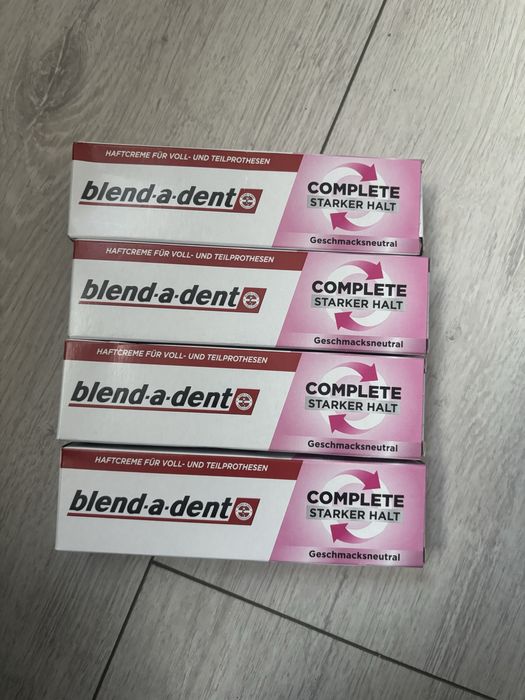 HAFTCREME FÜR VOLL- UND TEILPROTHESEN
blend-a-dent
COMPLETE
STARKER HALT
Geschmacksneutral
HAFTCREME FÜR VOLL- UND TEILPROTHESEN
blend-a-dent
COMPLETE
STARKER HALT
Geschmacksneutral
HAFTCREME FÜR VOLL- UND TEILPROTHESEN
blend-a-dent
COMPLETE
STARKER HALT
Geschmacksneutral
HAFTCREME FÜR VOLL- UND TEILPROTHESEN
blend-a-dent
COMPLETE
STARKER HALT
Geschmacksneutral